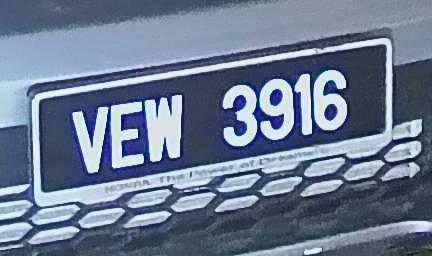 VEW 3916
HONDA The Power of Dreams